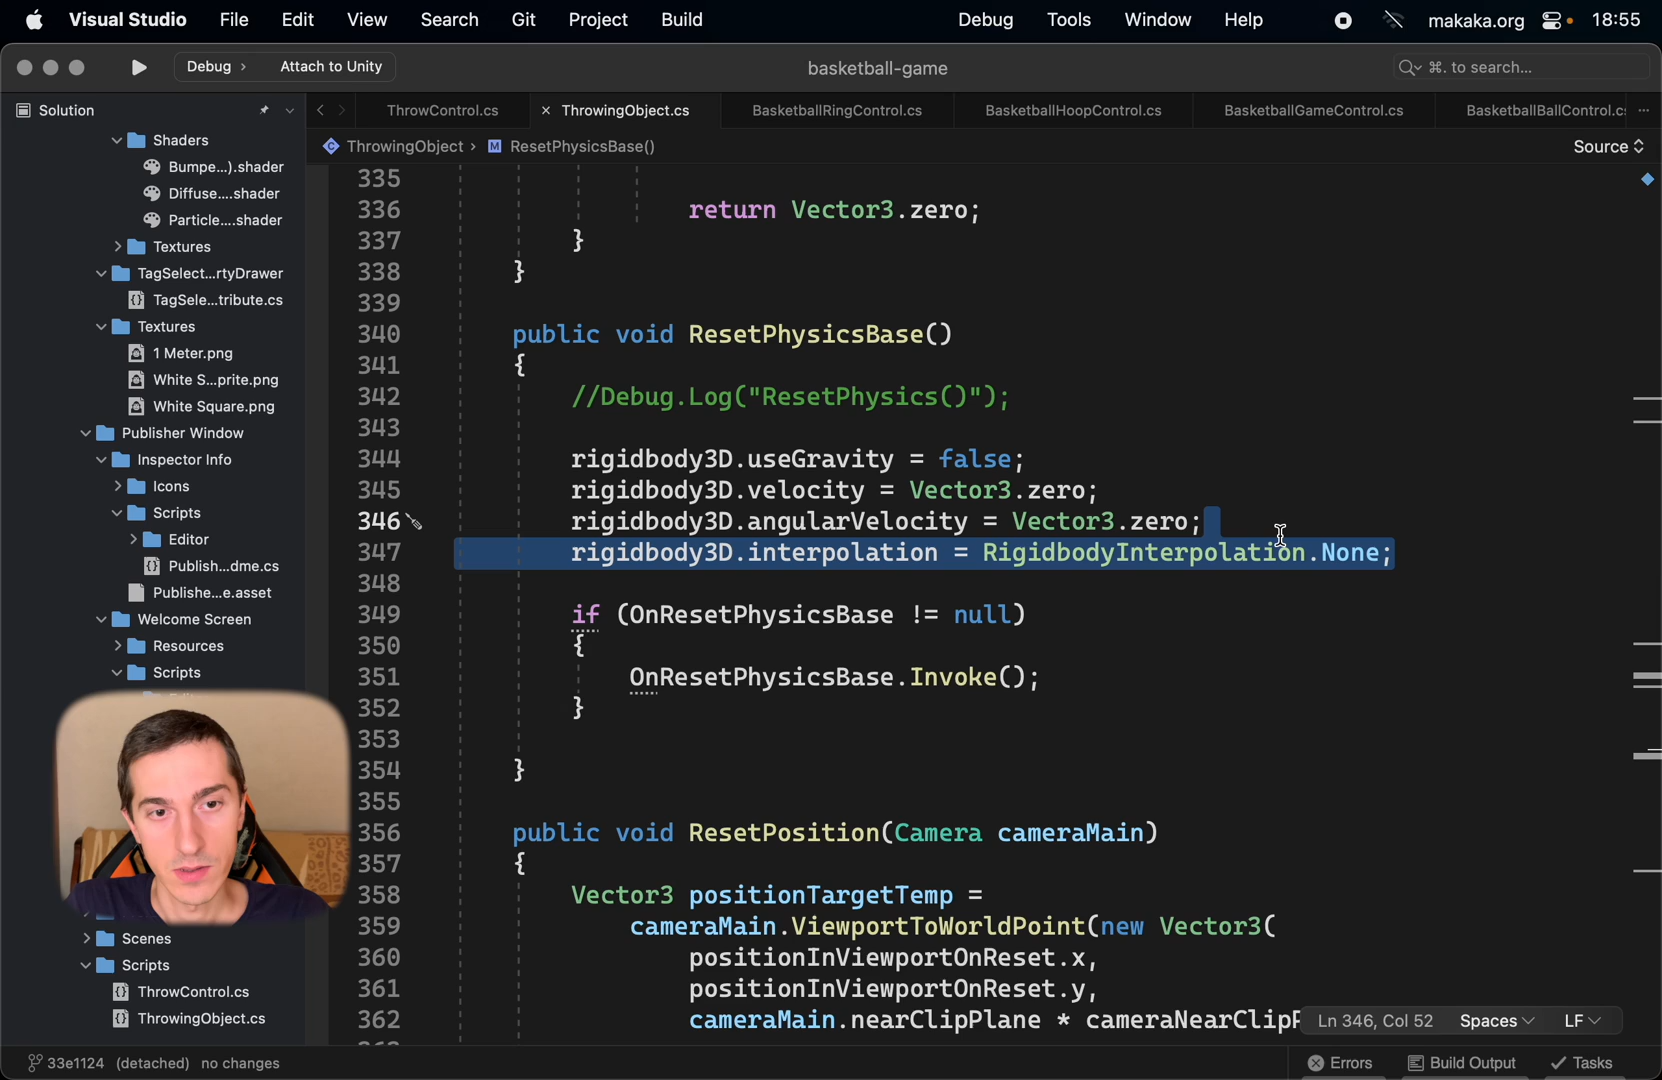 Visual Studio File Edit View Search Git Project Build Debug Tools Window Help makaka.org 18:55
Debug › Attach to Unity basketball-game ⌘. to search...
Solution ThrowControl.cs × ThrowingObject.cs BasketballRingControl.cs BasketballHoopControl.cs BasketballGameControl.cs BasketballBallControl.c
ThrowingObject › M ResetPhysicsBase() Source
Shaders
Bumpe...).shader
Diffuse....shader
Particle....shader
Textures
TagSelect...rtyDrawer
TagSele...tribute.cs
Textures
1 Meter.png
White S...prite.png
White Square.png
Publisher Window
Inspector Info
Icons
Scripts
Editor
Publish...dme.cs
Publishe...e.asset
Welcome Screen
Resources
Scripts
Scenes
Scripts
ThrowControl.cs
ThrowingObject.cs
335
336 return Vector3.zero;
337 }
338 }
339
340 public void ResetPhysicsBase()
341 {
342 //Debug.Log("ResetPhysics()");
343
344 rigidbody3D.useGravity = false;
345 rigidbody3D.velocity = Vector3.zero;
346 rigidbody3D.angularVelocity = Vector3.zero;
347 rigidbody3D.interpolation = RigidbodyInterpolation.None;
348
349 if (OnResetPhysicsBase != null)
350 {
351 OnResetPhysicsBase.Invoke();
352 }
353
354 }
355
356 public void ResetPosition(Camera cameraMain)
357 {
358 Vector3 positionTargetTemp =
359 cameraMain.ViewportToWorldPoint(new Vector3(
360 positionInViewportOnReset.x,
361 positionInViewportOnReset.y,
362 cameraMain.nearClipPlane * cameraNearClipP
Ln 346, Col 52 Spaces LF
33e1124 (detached) no changes Errors Build Output Tasks